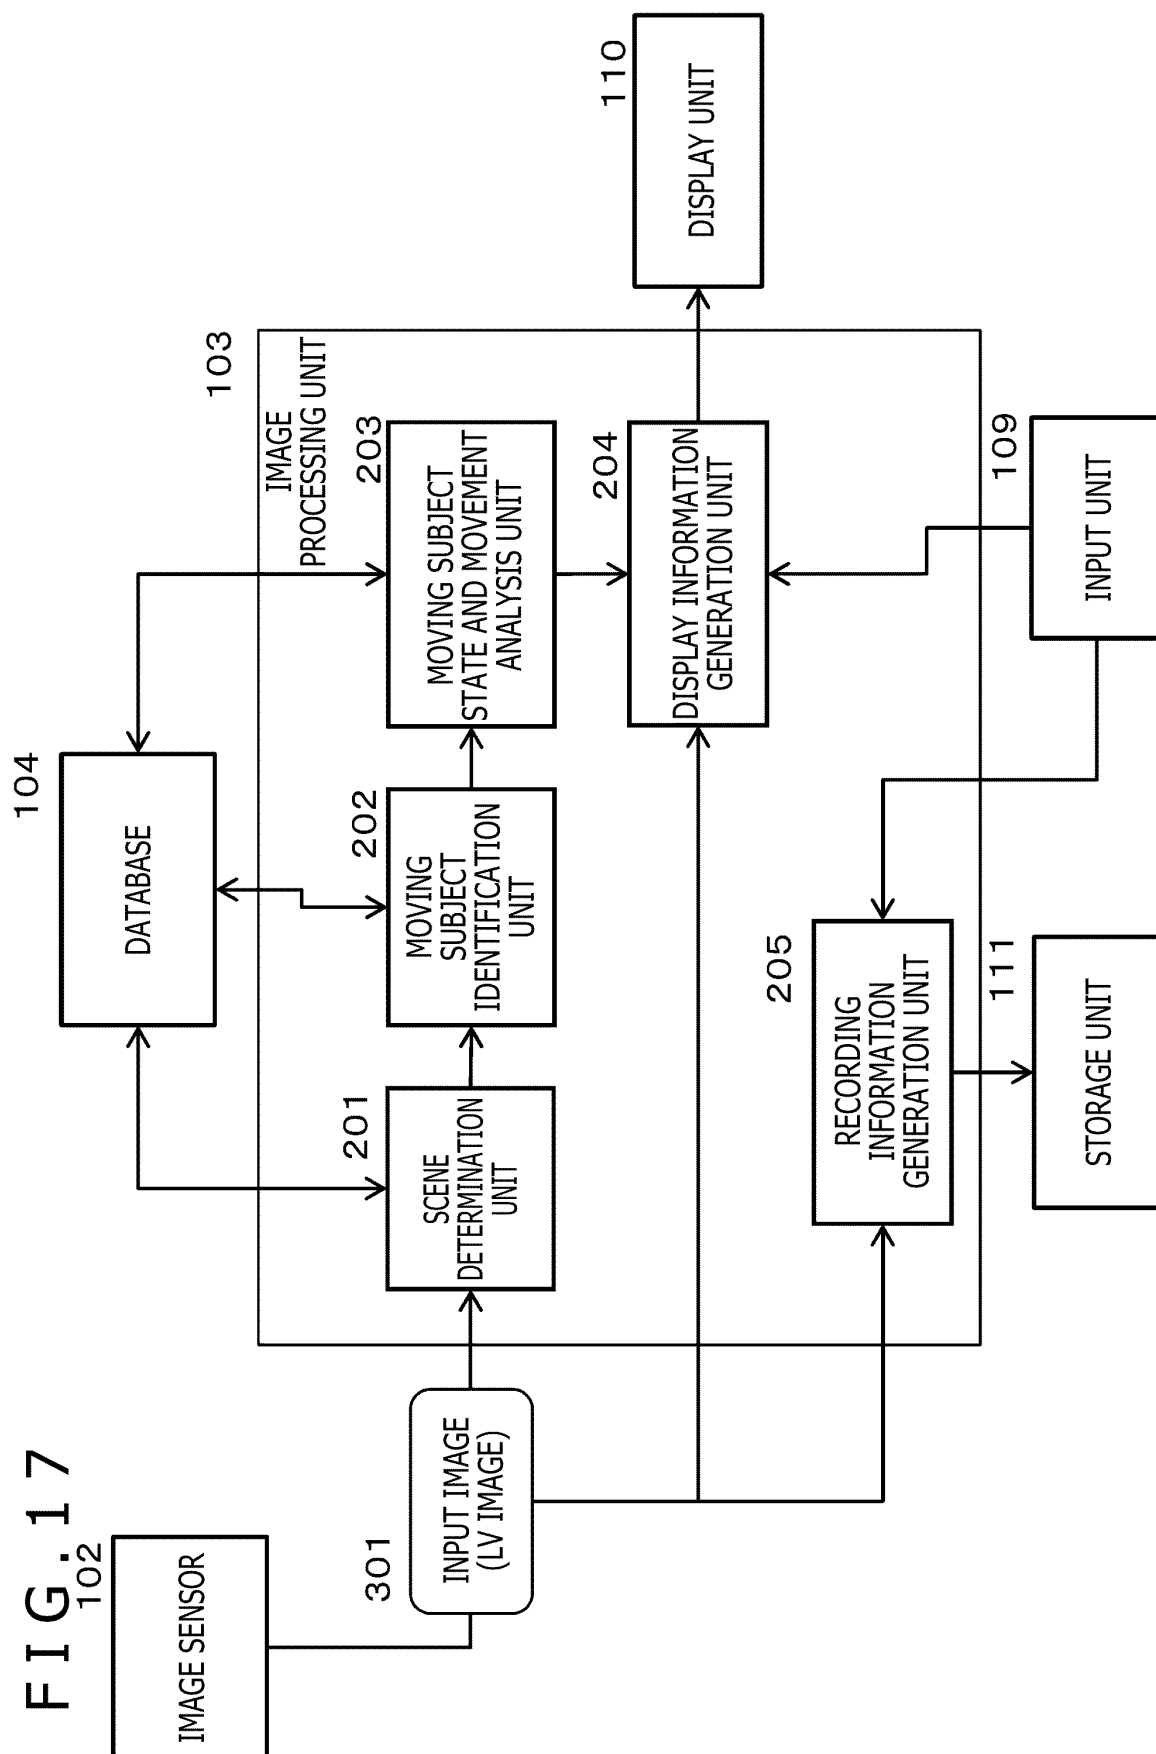 FIG.17
102
IMAGE SENSOR
301
INPUT IMAGE
(LV IMAGE)
104
DATABASE
103
IMAGE
PROCESSING UNIT
201
SCENE
DETERMINATION
UNIT
202
MOVING
SUBJECT
IDENTIFICATION
UNIT
203
MOVING SUBJECT
STATE AND MOVEMENT
ANALYSIS UNIT
204
DISPLAY INFORMATION
GENERATION UNIT
110
DISPLAY UNIT
205
RECORDING
INFORMATION
GENERATION UNIT
111
STORAGE UNIT
109
INPUT UNIT